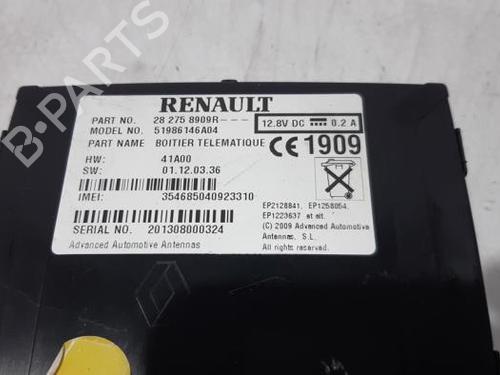 RENAULT
PART NO. 28 275 8909R---
MODEL NO. 51986146A04
PART NAME BOITIER TELEMATIQUE
12.8V DC 0.2 A
CE 1909
HW: 41A00
SW: 01.12.03.36
IMEI: 354685040923310
SERIAL NO. 201308000324
Advanced Automotive Antennas
EP2128841, EP1258054,
EP1223637 et alt.
(C) 2009 Advanced Automotive
Antennas, S.L.
All rights reserved.
B-PARTS